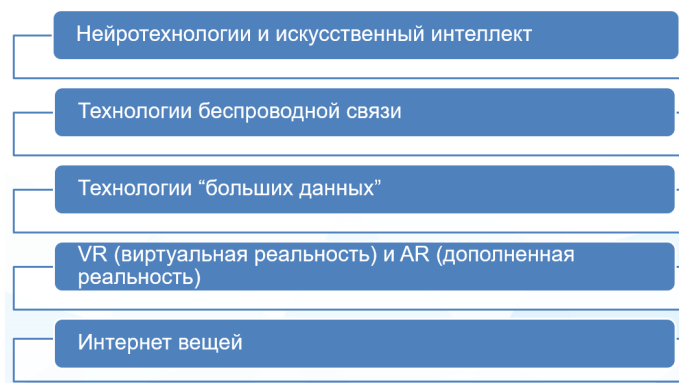 Нейротехнологии и искусственный интеллект
Технологии беспроводной связи
Технологии “больших данных”
VR (виртуальная реальность) и AR (дополненная
реальность)
Интернет вещей